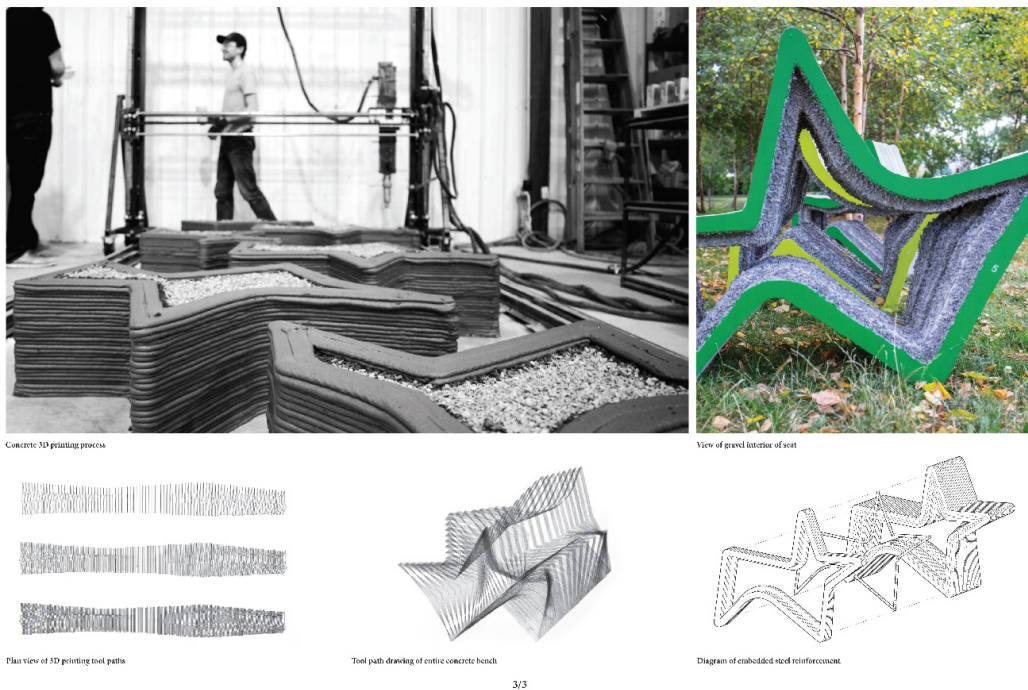 Concrete 3D printing process
View of gravel interior of seat
5
Plan view of 3D printing tool paths
Tool path drawing of entire concrete bench
Diagram of embedded steel reinforcement
3/3